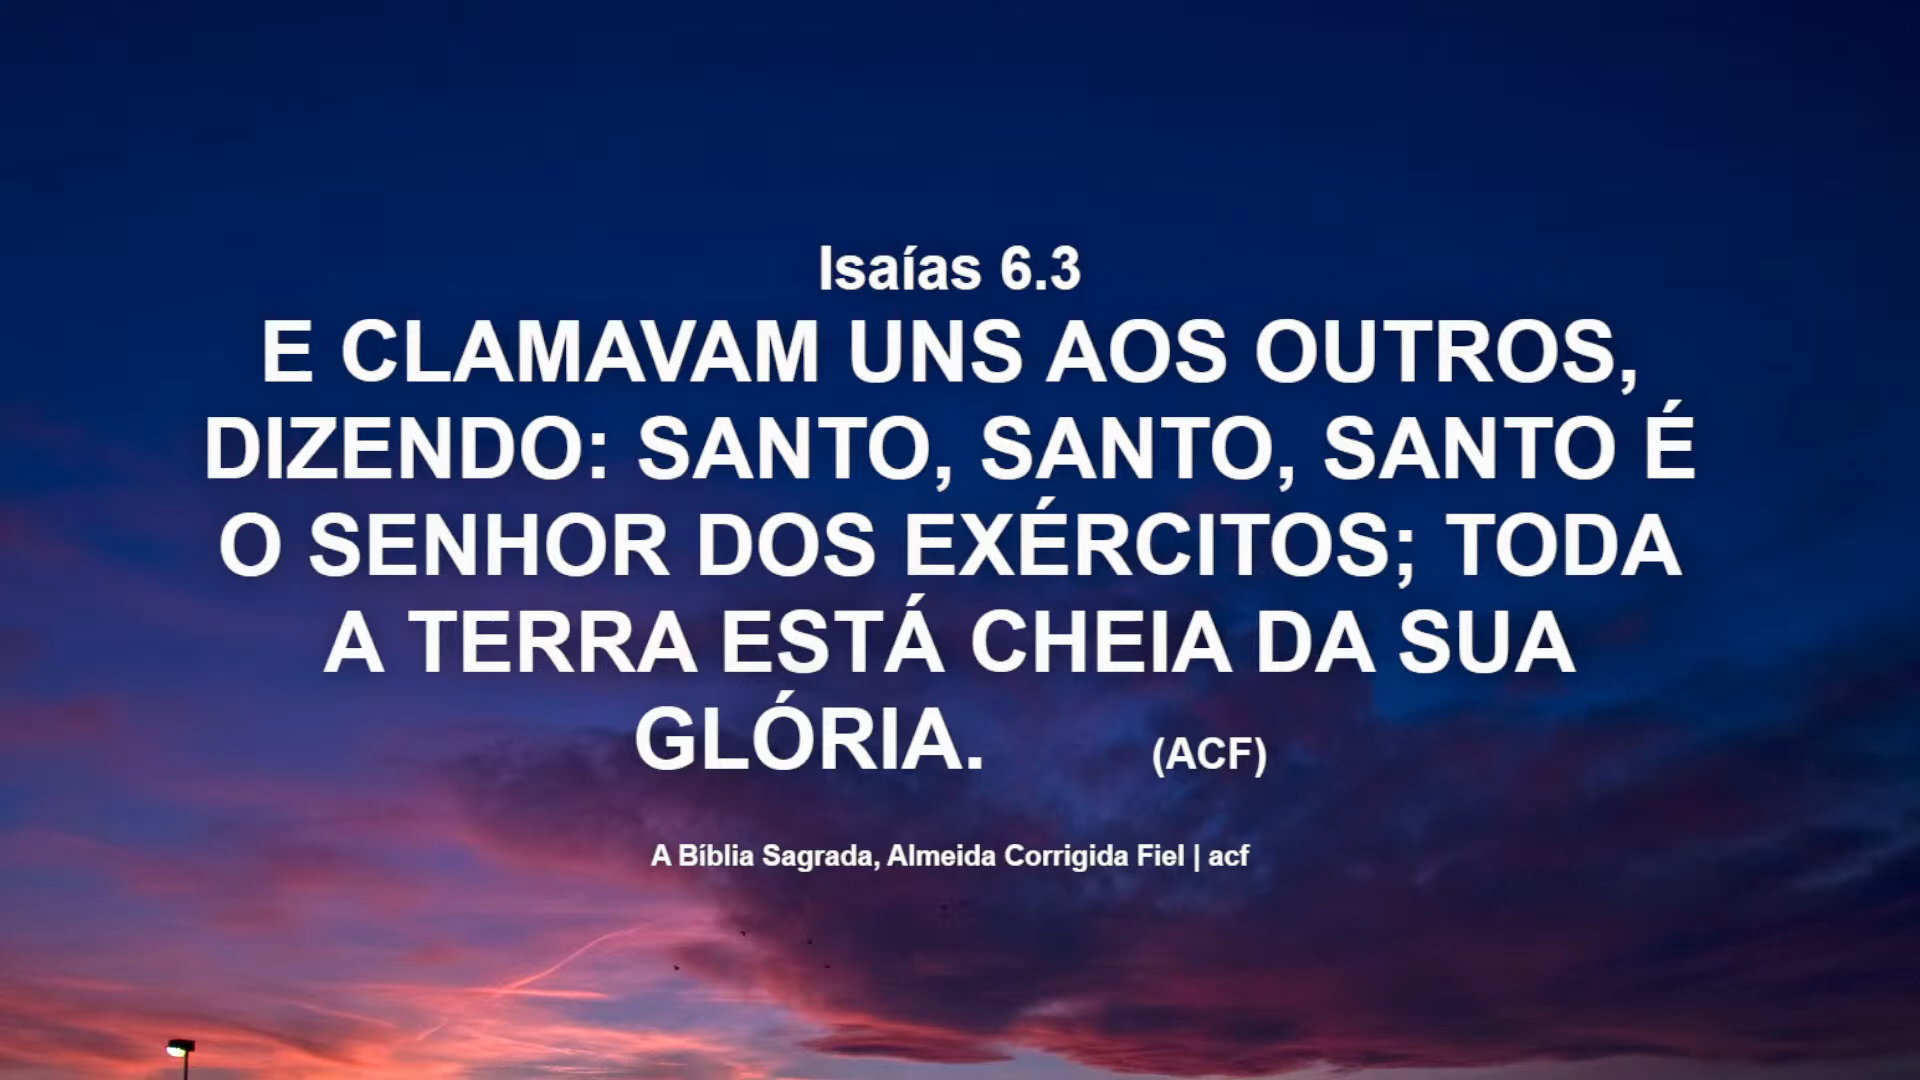 Isaías 6.3
E CLAMAVAM UNS AOS OUTROS,
DIZENDO: SANTO, SANTO, SANTO É
O SENHOR DOS EXÉRCITOS; TODA
A TERRA ESTÁ CHEIA DA SUA
GLÓRIA. (ACF)
A Bíblia Sagrada, Almeida Corrigida Fiel | acf